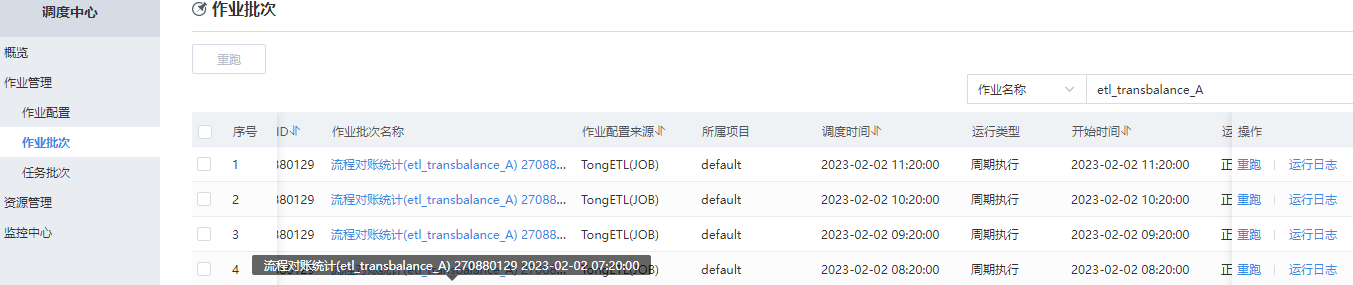 调度中心
概览
作业管理
作业配置
作业批次
任务批次
资源管理
监控中心
作业批次
重跑
作业名称 etl_transbalance_A
序号 ID 作业批次名称 作业配置来源 所属项目 调度时间 运行类型 开始时间 运 操作
1 380129 流程对账统计(etl_transbalance_A) 27088... TongETL(JOB) default 2023-02-02 11:20:00 周期执行 2023-02-02 11:20:00 正 重跑 运行日志
2 380129 流程对账统计(etl_transbalance_A) 27088... TongETL(JOB) default 2023-02-02 10:20:00 周期执行 2023-02-02 10:20:00 正 重跑 运行日志
3 380129 流程对账统计(etl_transbalance_A) 27088... TongETL(JOB) default 2023-02-02 09:20:00 周期执行 2023-02-02 09:20:00 正 重跑 运行日志
流程对账统计(etl_transbalance_A) 270880129 2023-02-02 07:20:00
4 TongETL(JOB) default 2023-02-02 08:20:00 周期执行 2023-02-02 08:20:00 正 重跑 运行日志